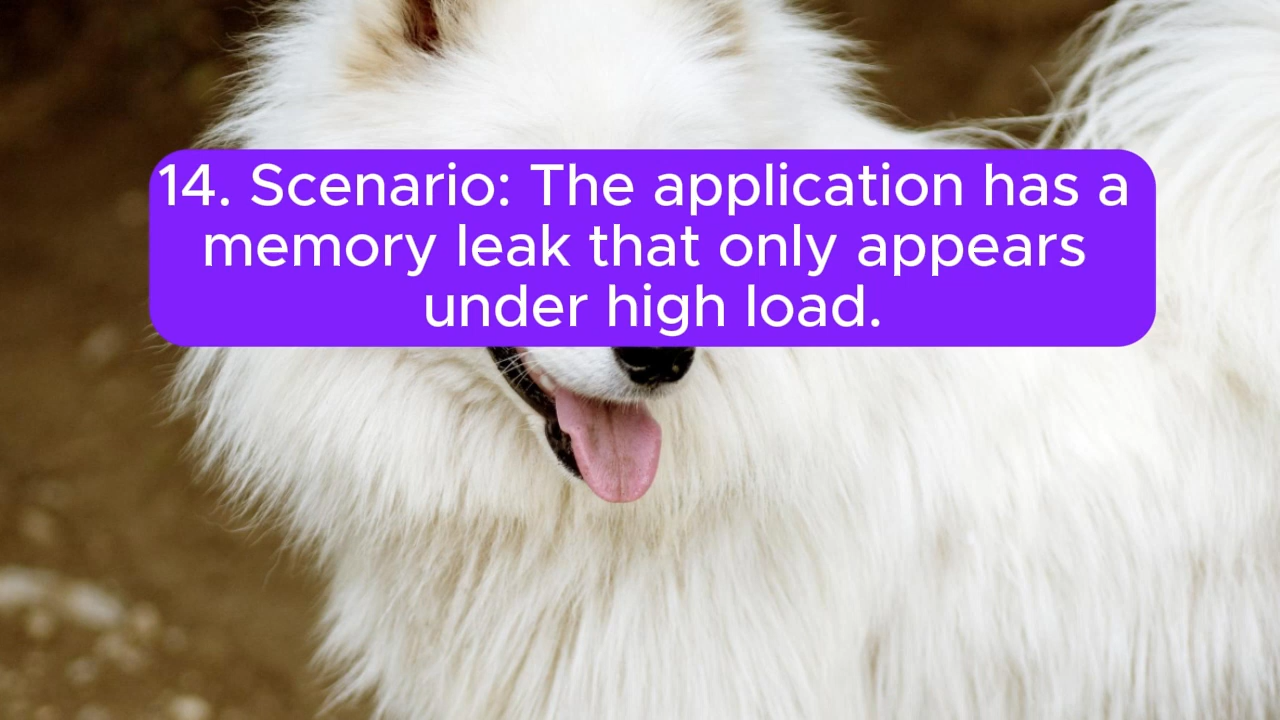 14. Scenario: The application has a
memory leak that only appears
under high load.